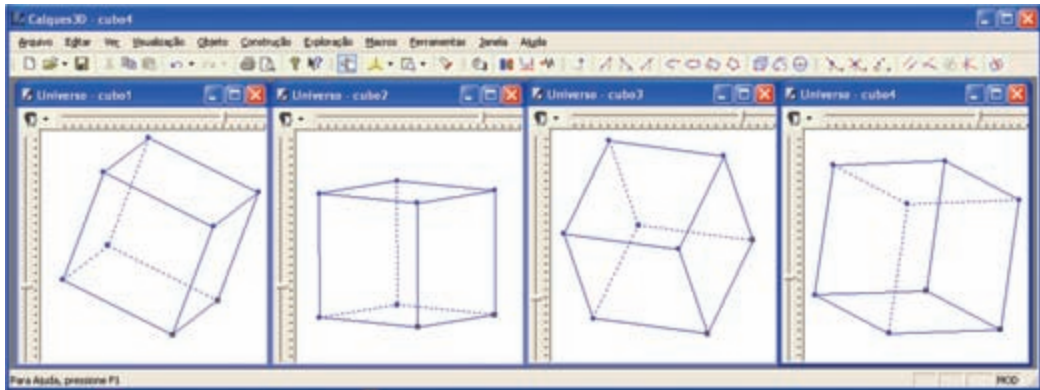 Calques3D - cubo4
Arquivo Editar Ver Visualização Objeto Construção Exploração Macros Ferramentas Janela Ajuda
Universo - cubo1
Universo - cubo2
Universo - cubo3
Universo - cubo4
Para Ajuda, pressione F1
MOD